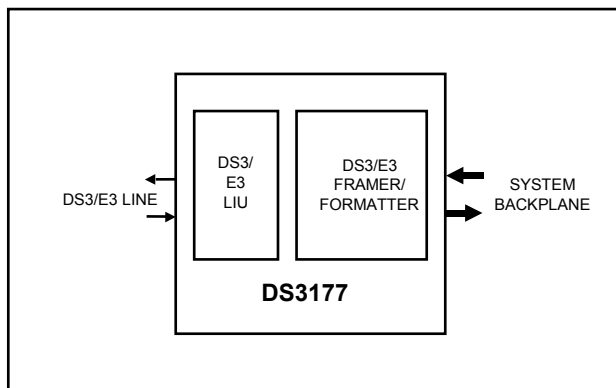 DS3/E3 LINE
DS3/
E3
LIU
DS3/E3
FRAMER/
FORMATTER
SYSTEM
BACKPLANE
DS3177